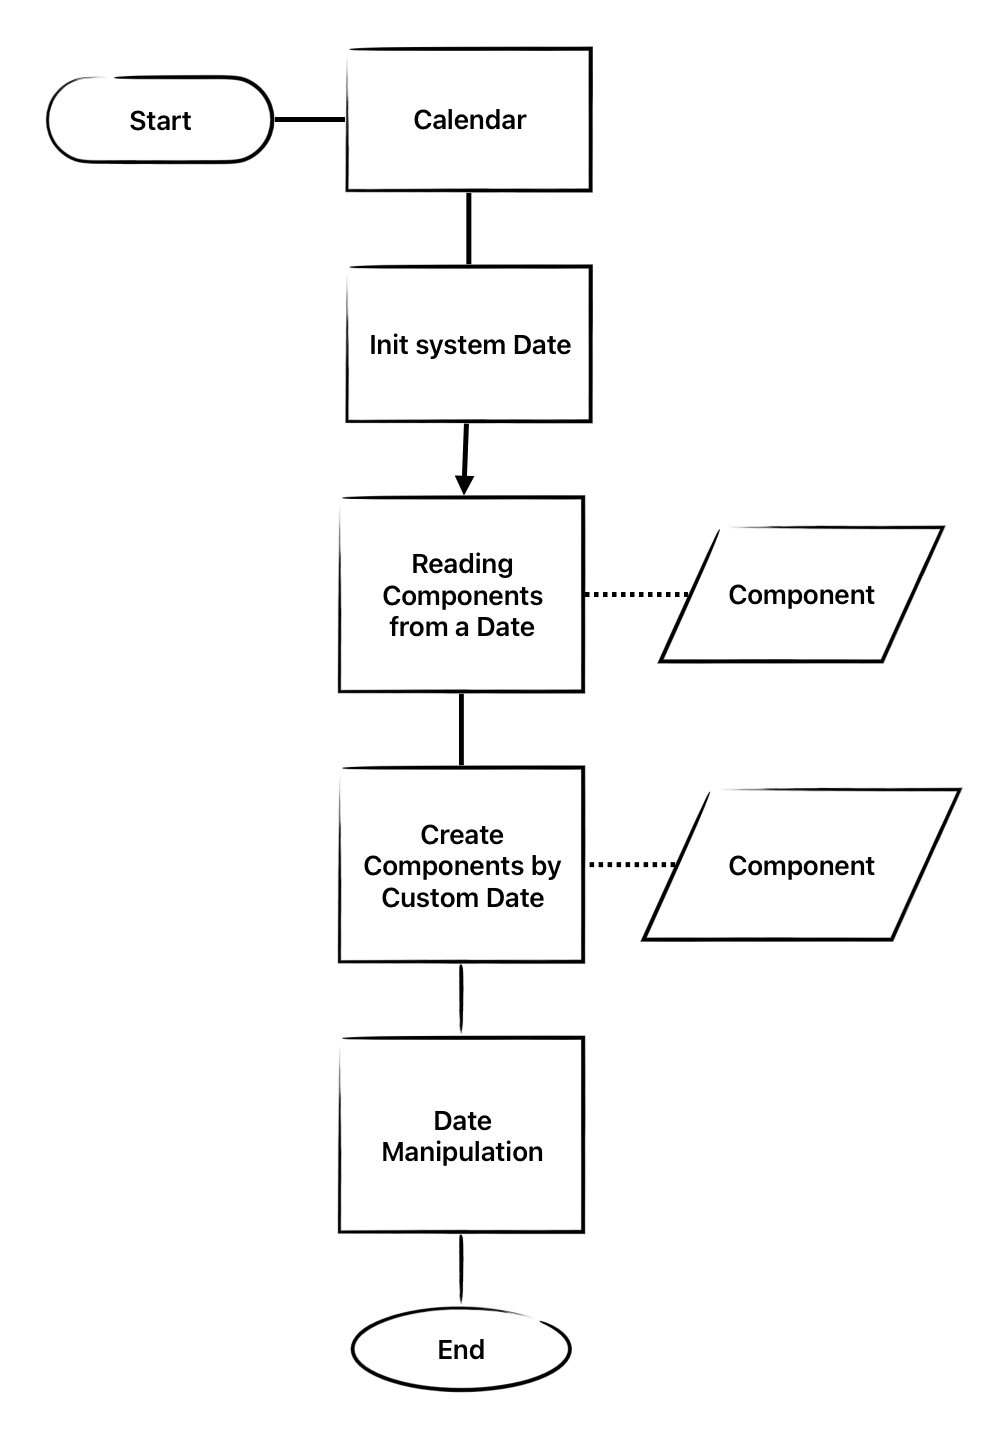 Start
Calendar
Init system Date
Reading
Components
from a Date
Component
Create
Components by
Custom Date
Component
Date
Manipulation
End